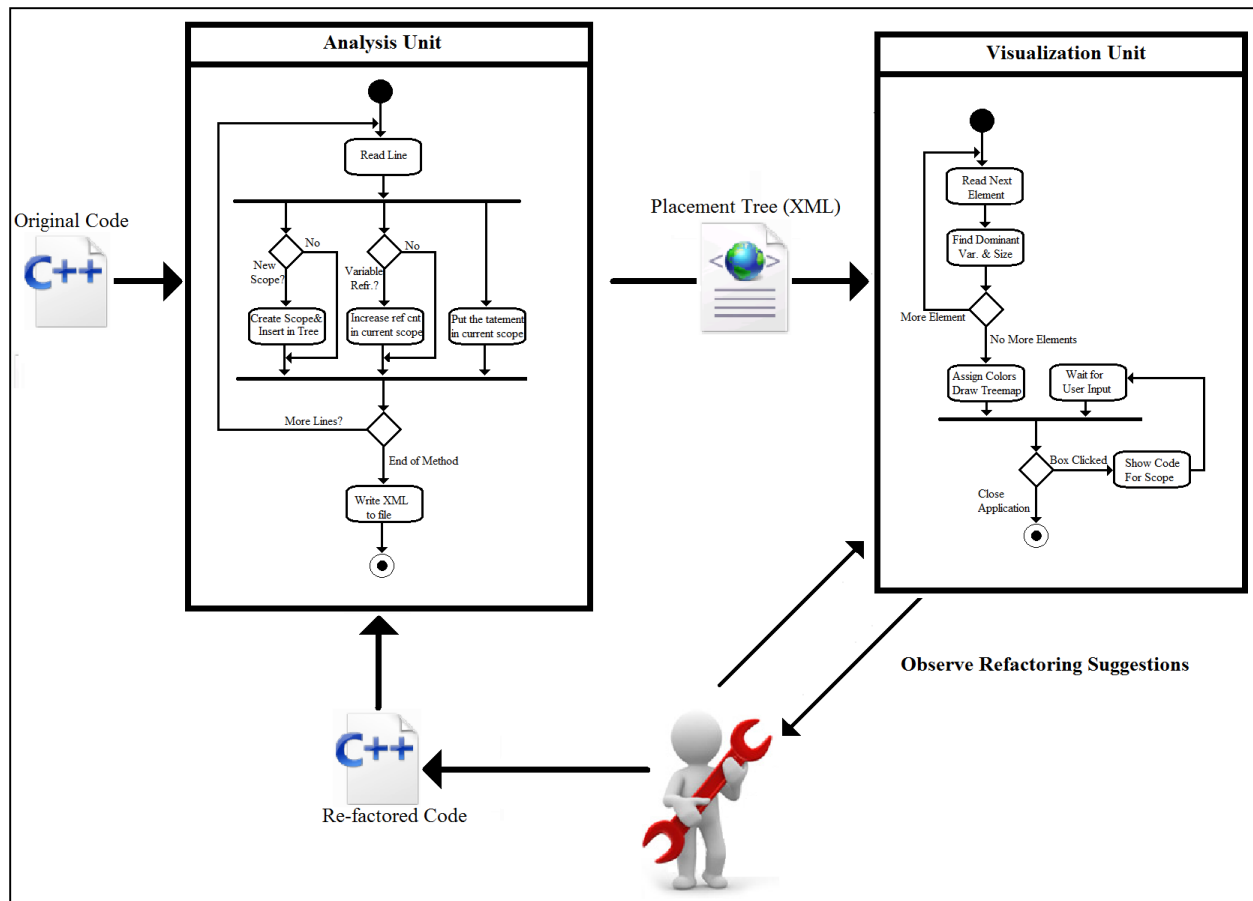 Analysis Unit
Visualization Unit
Read Line
Original Code
C++
No
No
New
Scope?
Variable
Refr.?
Create Scope&
Insert in Tree
Increase ref cnt
in current scope
Put the tatement
in current scope
More Lines?
End of Method
Write XML
to file
Placement Tree (XML)
< >
Read Next
Element
Find Dominant
Var. & Size
More Element
No More Elements
Assign Colors
Draw Treemap
Wait for
User Input
Box Clicked
Show Code
For Scope
Close
Application
Observe Refactoring Suggestions
C++
Re-factored Code